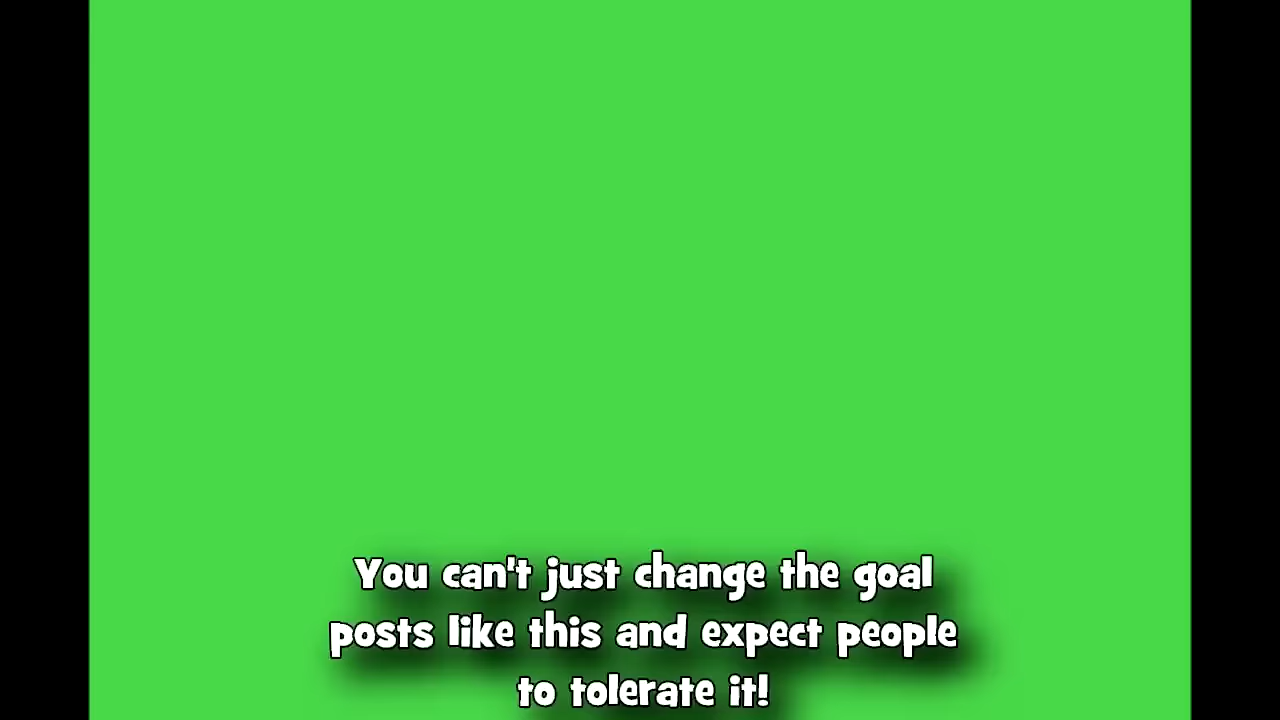 You can't just change the goal
posts like this and expect people
to tolerate it!